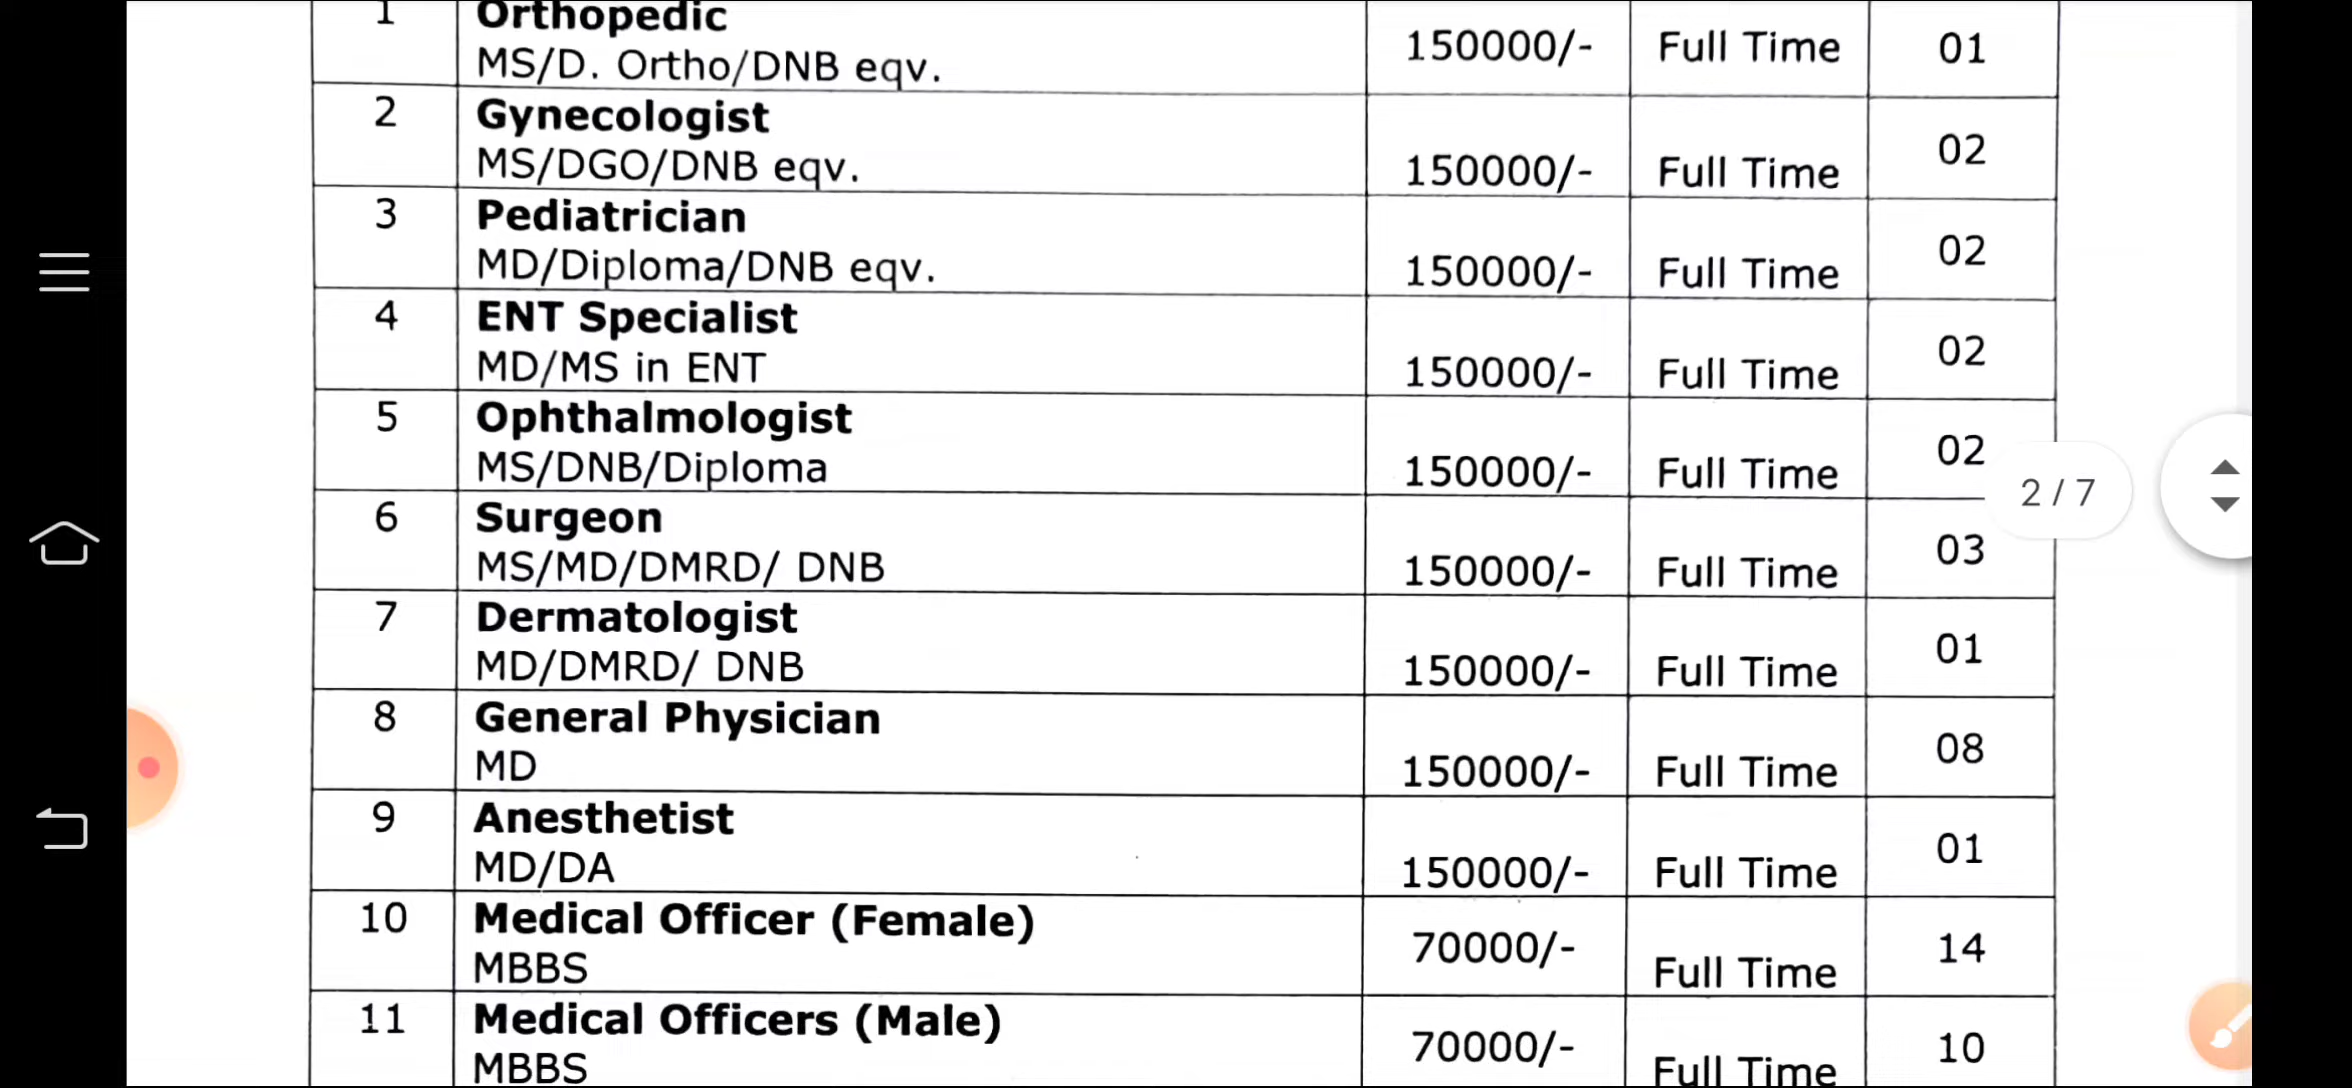 1 Orthopedic
MS/D. Ortho/DNB eqv. 150000/- Full Time 01
2 Gynecologist
MS/DGO/DNB eqv. 150000/- Full Time 02
3 Pediatrician
MD/Diploma/DNB eqv. 150000/- Full Time 02
4 ENT Specialist
MD/MS in ENT 150000/- Full Time 02
5 Ophthalmologist
MS/DNB/Diploma 150000/- Full Time 02
2 / 7
6 Surgeon
MS/MD/DMRD/ DNB 150000/- Full Time 03
7 Dermatologist
MD/DMRD/ DNB 150000/- Full Time 01
8 General Physician
MD 150000/- Full Time 08
9 Anesthetist
MD/DA 150000/- Full Time 01
10 Medical Officer (Female)
MBBS 70000/- Full Time 14
11 Medical Officers (Male)
MBBS 70000/- Full Time 10